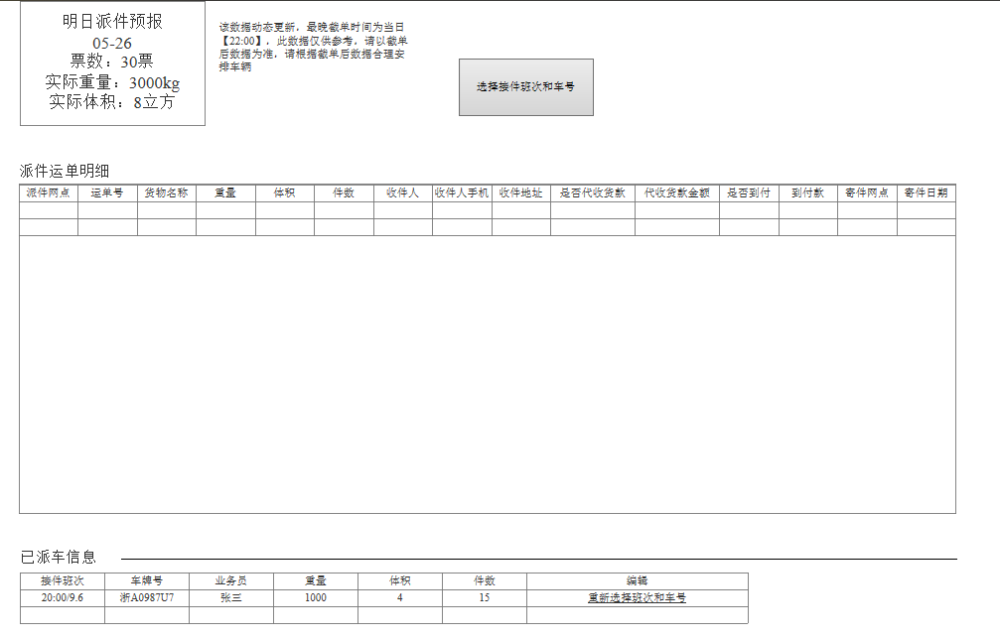 明日派件预报
05-26
票数：30票
实际重量：3000kg
实际体积：8立方
该数据动态更新，最晚截单时间为当日
【22:00】，此数据仅供参考，请以截单
后数据为准，请根据截单后数据合理安
排车辆
选择接件班次和车号
派件运单明细
派件网点 运单号 货物名称 重量 体积 件数 收件人 收件人手机 收件地址 是否代收货款 代收货款金额 是否到付 到付款 寄件网点 寄件日期
已派车信息
接件班次 车牌号 业务员 重量 体积 件数 编辑
20:00/9.6 浙A0987U7 张三 1000 4 15 重新选择班次和车号